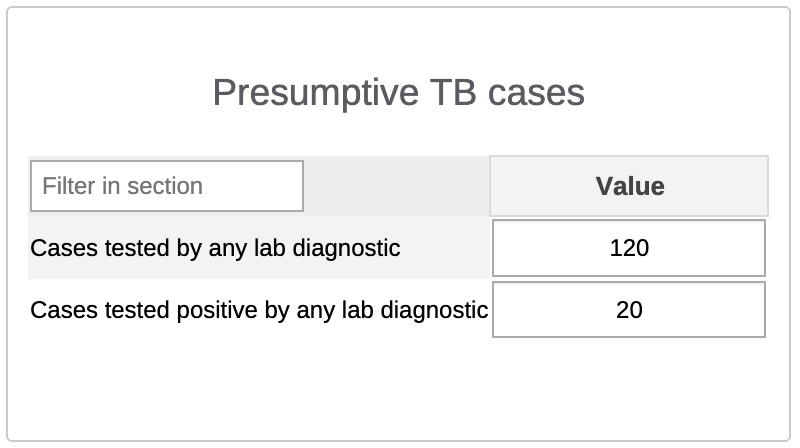 Presumptive TB cases
Filter in section Value
Cases tested by any lab diagnostic 120
Cases tested positive by any lab diagnostic 20